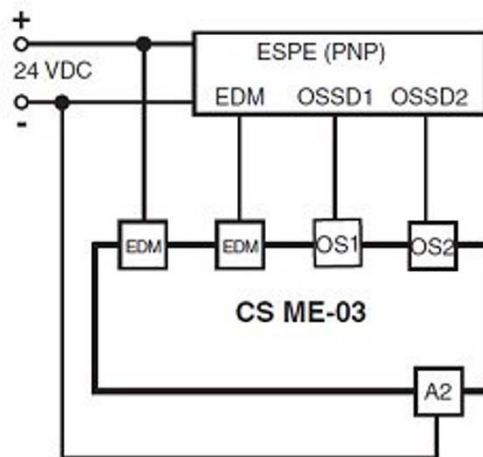 +
24 VDC
-
ESPE (PNP)
EDM OSSD1 OSSD2
EDM EDM OS1 OS2
CS ME-03
A2